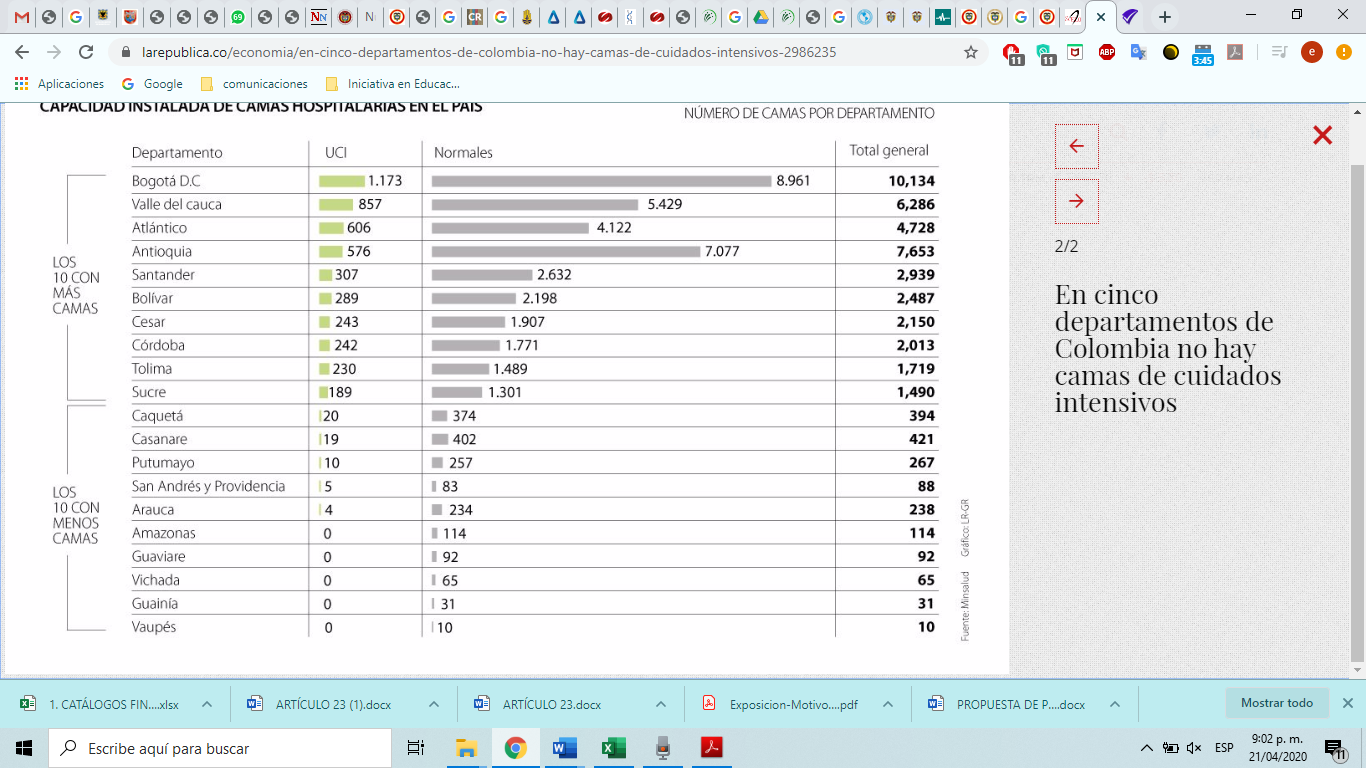 69
larepublica.co/economia/en-cinco-departamentos-de-colombia-no-hay-camas-de-cuidados-intensivos-2986235
11
11
ABP
3:45
e
Aplicaciones
Google
comunicaciones
Iniciativa en Educac...
CAPACIDAD INSTALADA DE CAMAS HOSPITALARIAS EN EL PAÍS
NÚMERO DE CAMAS POR DEPARTAMENTO
Departamento UCI Normales Total general
LOS
10 CON
MÁS
CAMAS
Bogotá D.C 1.173 8.961 10,134
Valle del cauca 857 5.429 6,286
Atlántico 606 4.122 4,728
Antioquia 576 7.077 7,653
Santander 307 2.632 2,939
Bolívar 289 2.198 2,487
Cesar 243 1.907 2,150
Córdoba 242 1.771 2,013
Tolima 230 1.489 1,719
Sucre 189 1.301 1,490
LOS
10 CON
MENOS
CAMAS
Caquetá 20 374 394
Casanare 19 402 421
Putumayo 10 257 267
San Andrés y Providencia 5 83 88
Arauca 4 234 238
Amazonas 0 114 114
Guaviare 0 92 92
Vichada 0 65 65
Guainía 0 31 31
Vaupés 0 10 10
Fuente: Minsalud Gráfico: LR-GR
2/2
En cinco
departamentos de
Colombia no hay
camas de cuidados
intensivos
1. CATÁLOGOS FIN....xlsx
ARTÍCULO 23 (1).docx
ARTÍCULO 23.docx
Exposicion-Motivo....pdf
PROPUESTA DE P....docx
Mostrar todo
Escribe aquí para buscar
ESP
9:02 p. m.
21/04/2020
11